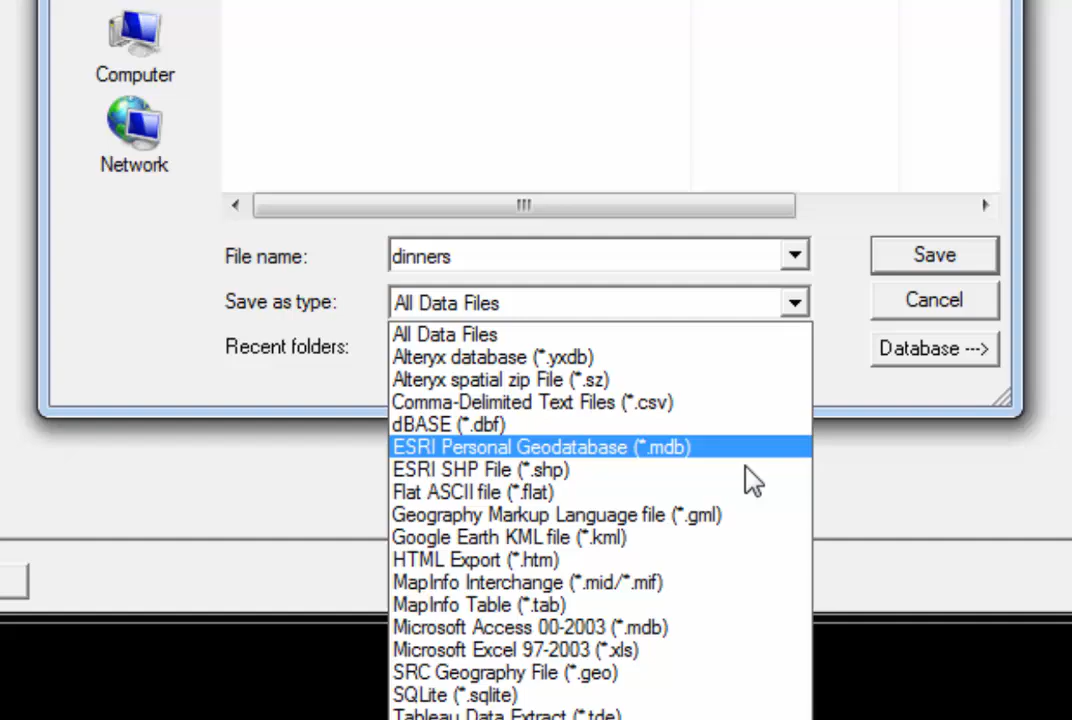 Computer
Network
File name:
dinners
Save
Save as type:
All Data Files
Cancel
Recent folders:
Database --->
All Data Files
Alteryx database (*.yxdb)
Alteryx spatial zip File (*.sz)
Comma-Delimited Text Files (*.csv)
dBASE (*.dbf)
ESRI Personal Geodatabase (*.mdb)
ESRI SHP File (*.shp)
Flat ASCII file (*.flat)
Geography Markup Language file (*.gml)
Google Earth KML file (*.kml)
HTML Export (*.htm)
MapInfo Interchange (*.mid/*.mif)
MapInfo Table (*.tab)
Microsoft Access 00-2003 (*.mdb)
Microsoft Excel 97-2003 (*.xls)
SRC Geography File (*.geo)
SQLite (*.sqlite)
Tableau Data Extract (*.tde)